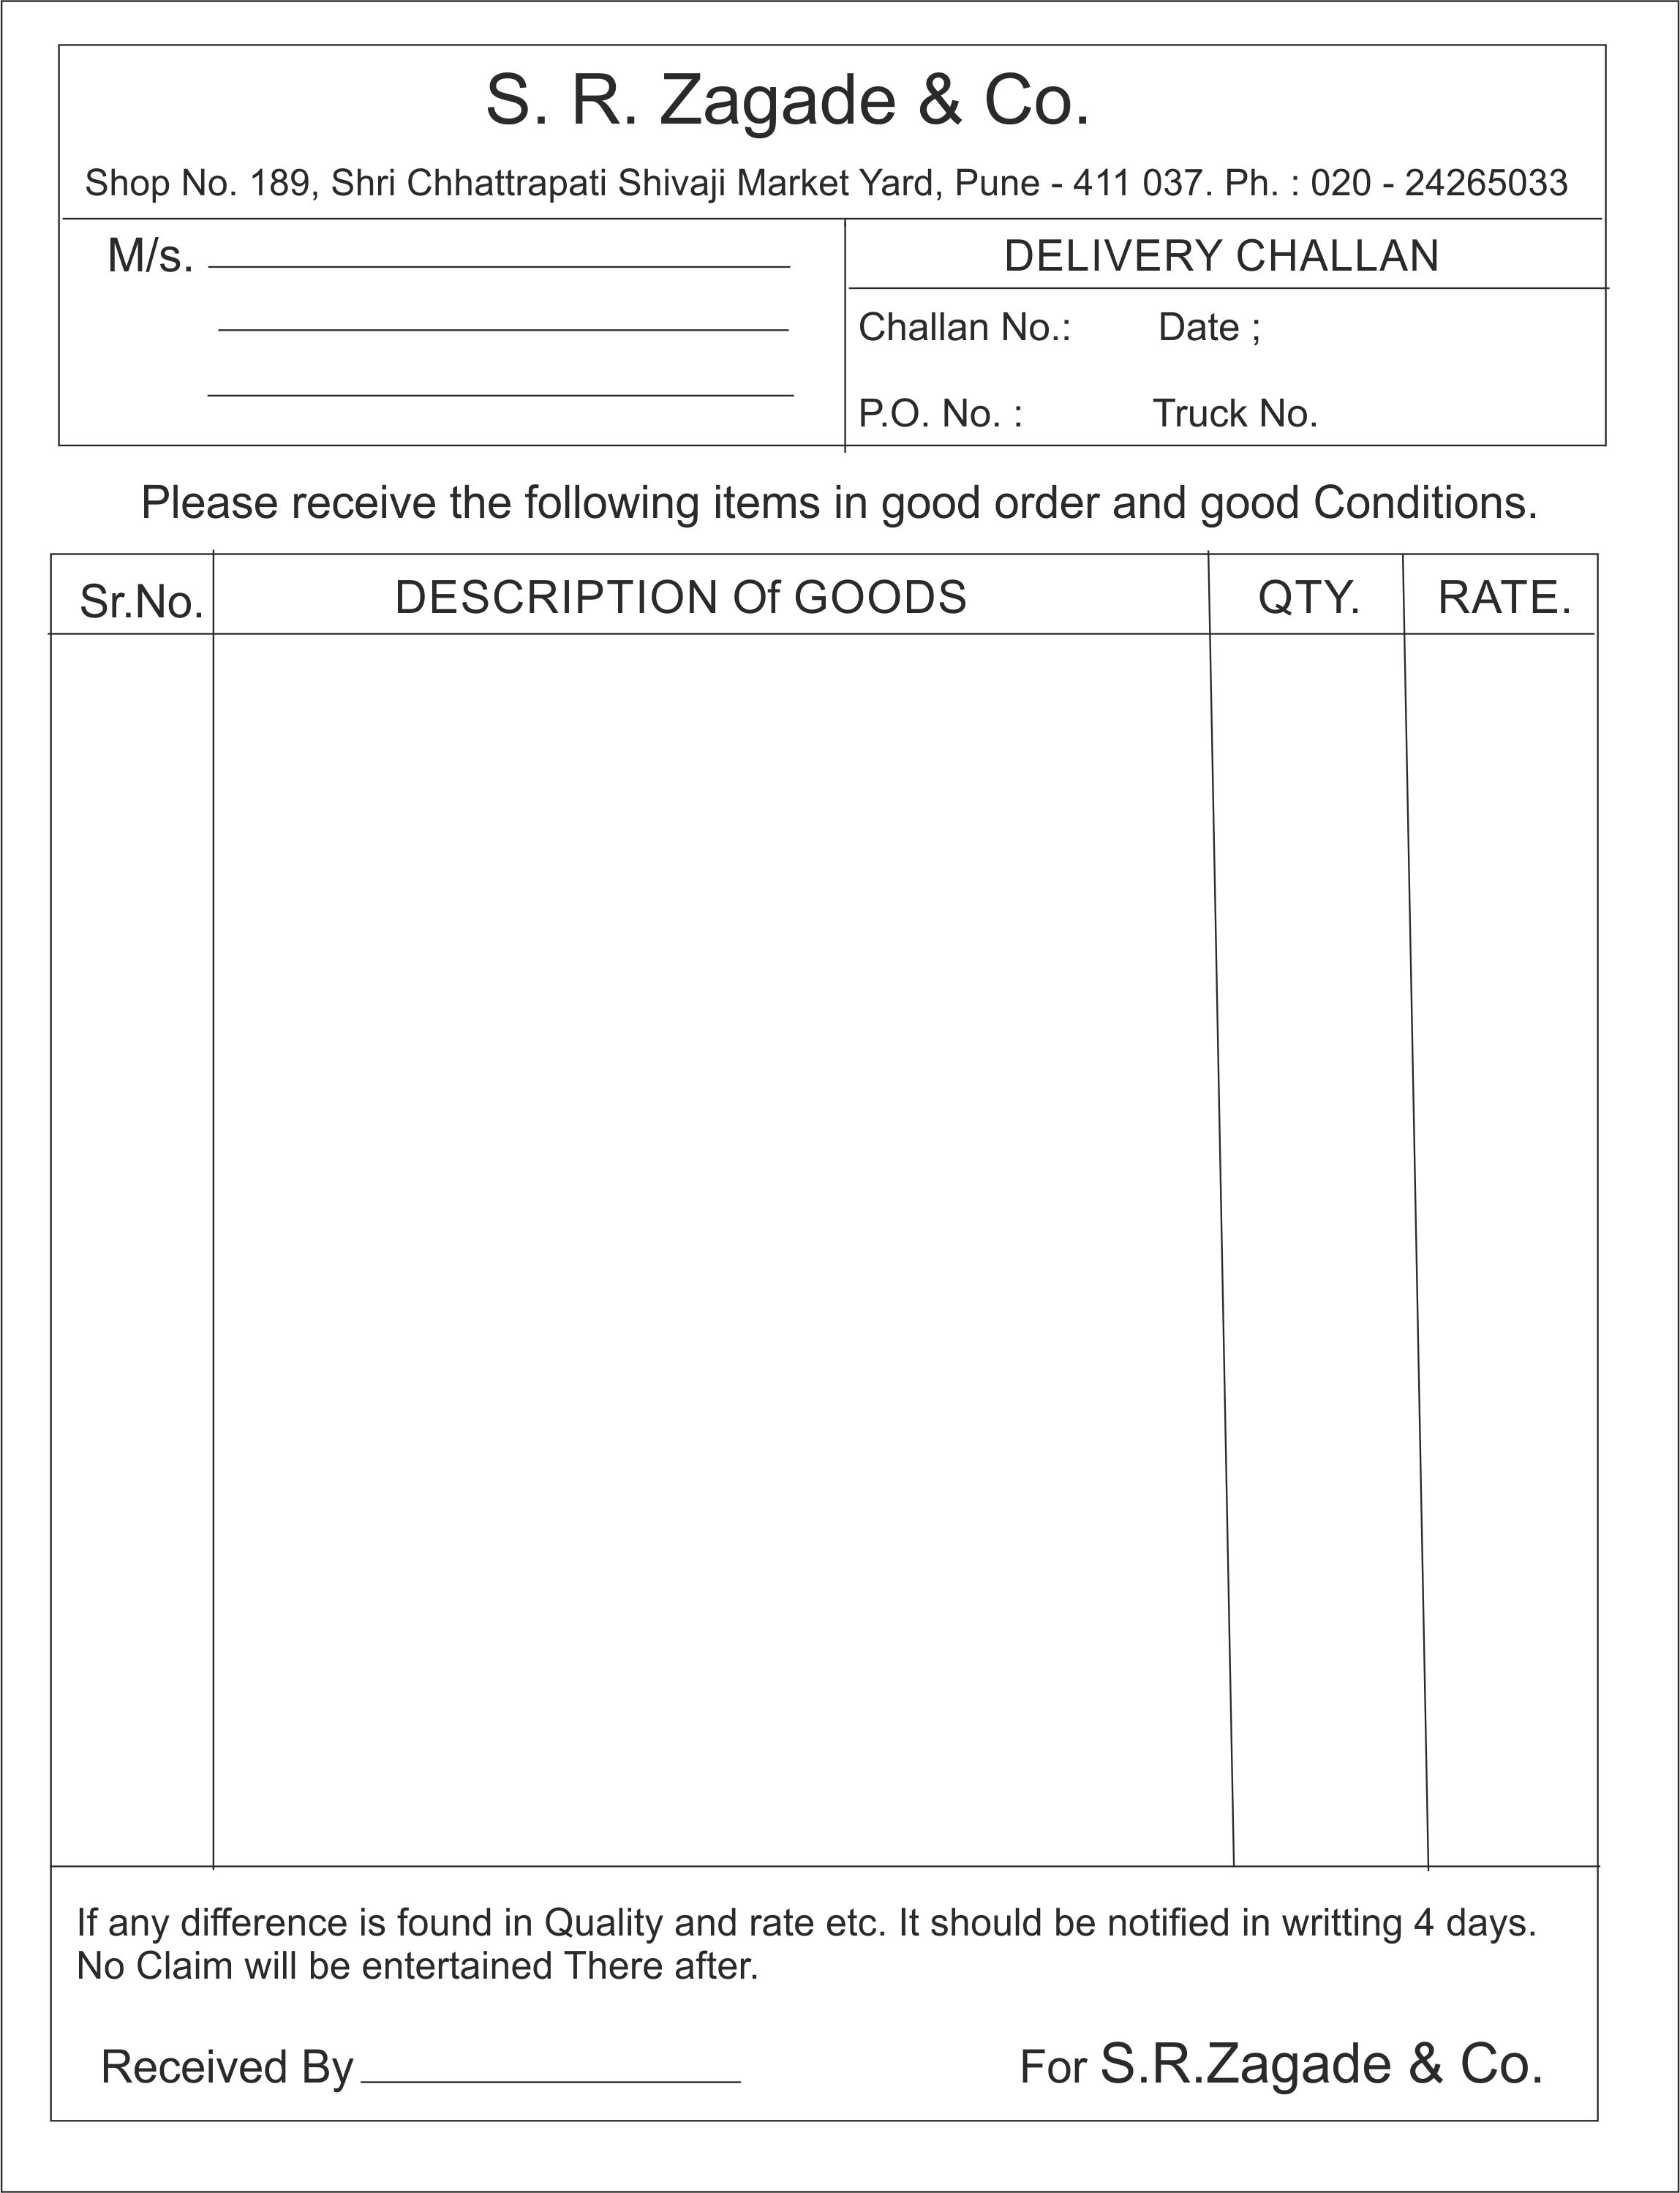 S. R. Zagade & Co.
Shop No. 189, Shri Chhattrapati Shivaji Market Yard, Pune - 411 037. Ph. : 020 - 24265033
M/s.
DELIVERY CHALLAN
Challan No.: Date ;
P.O. No. : Truck No.
Please receive the following items in good order and good Conditions.
Sr.No. DESCRIPTION Of GOODS QTY. RATE.
If any difference is found in Quality and rate etc. It should be notified in writting 4 days.
No Claim will be entertained There after.
Received By For S.R.Zagade & Co.